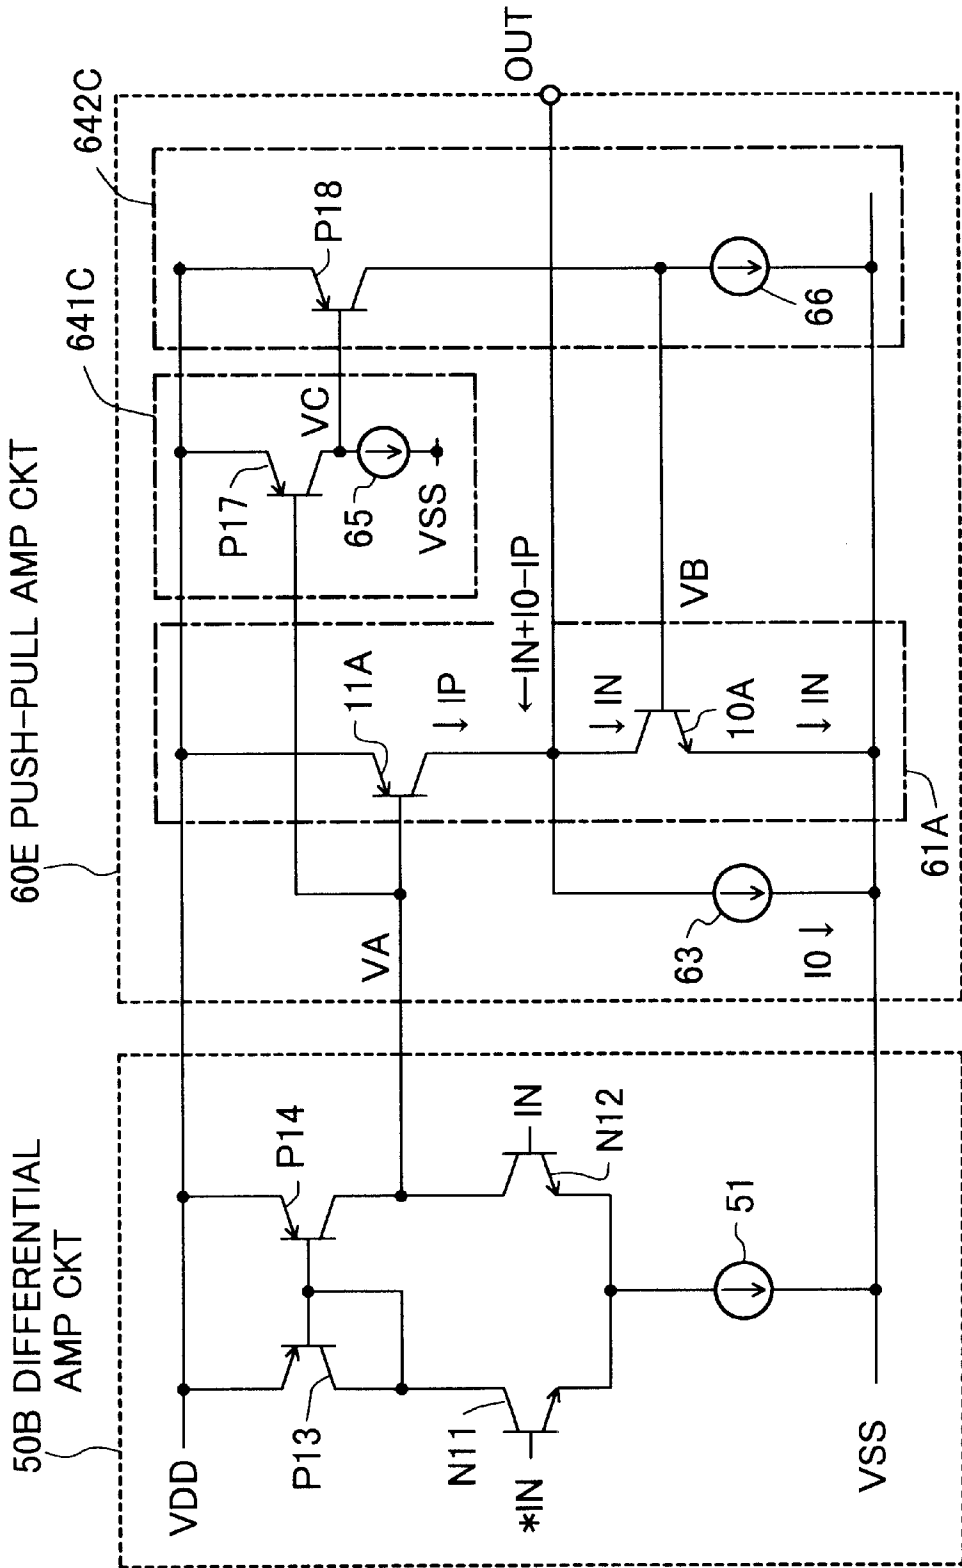 50B DIFFERENTIAL
AMP CKT
60E PUSH-PULL AMP CKT
641C
642C
VDD
P13
P14
*IN
N11
IN
N12
51
VSS
VA
11A
↓ IP
←IN+I0-IP
↓ IN
10A
↓ IN
VB
63
I0 ↓
61A
P17
VC
65
VSS
P18
66
OUT